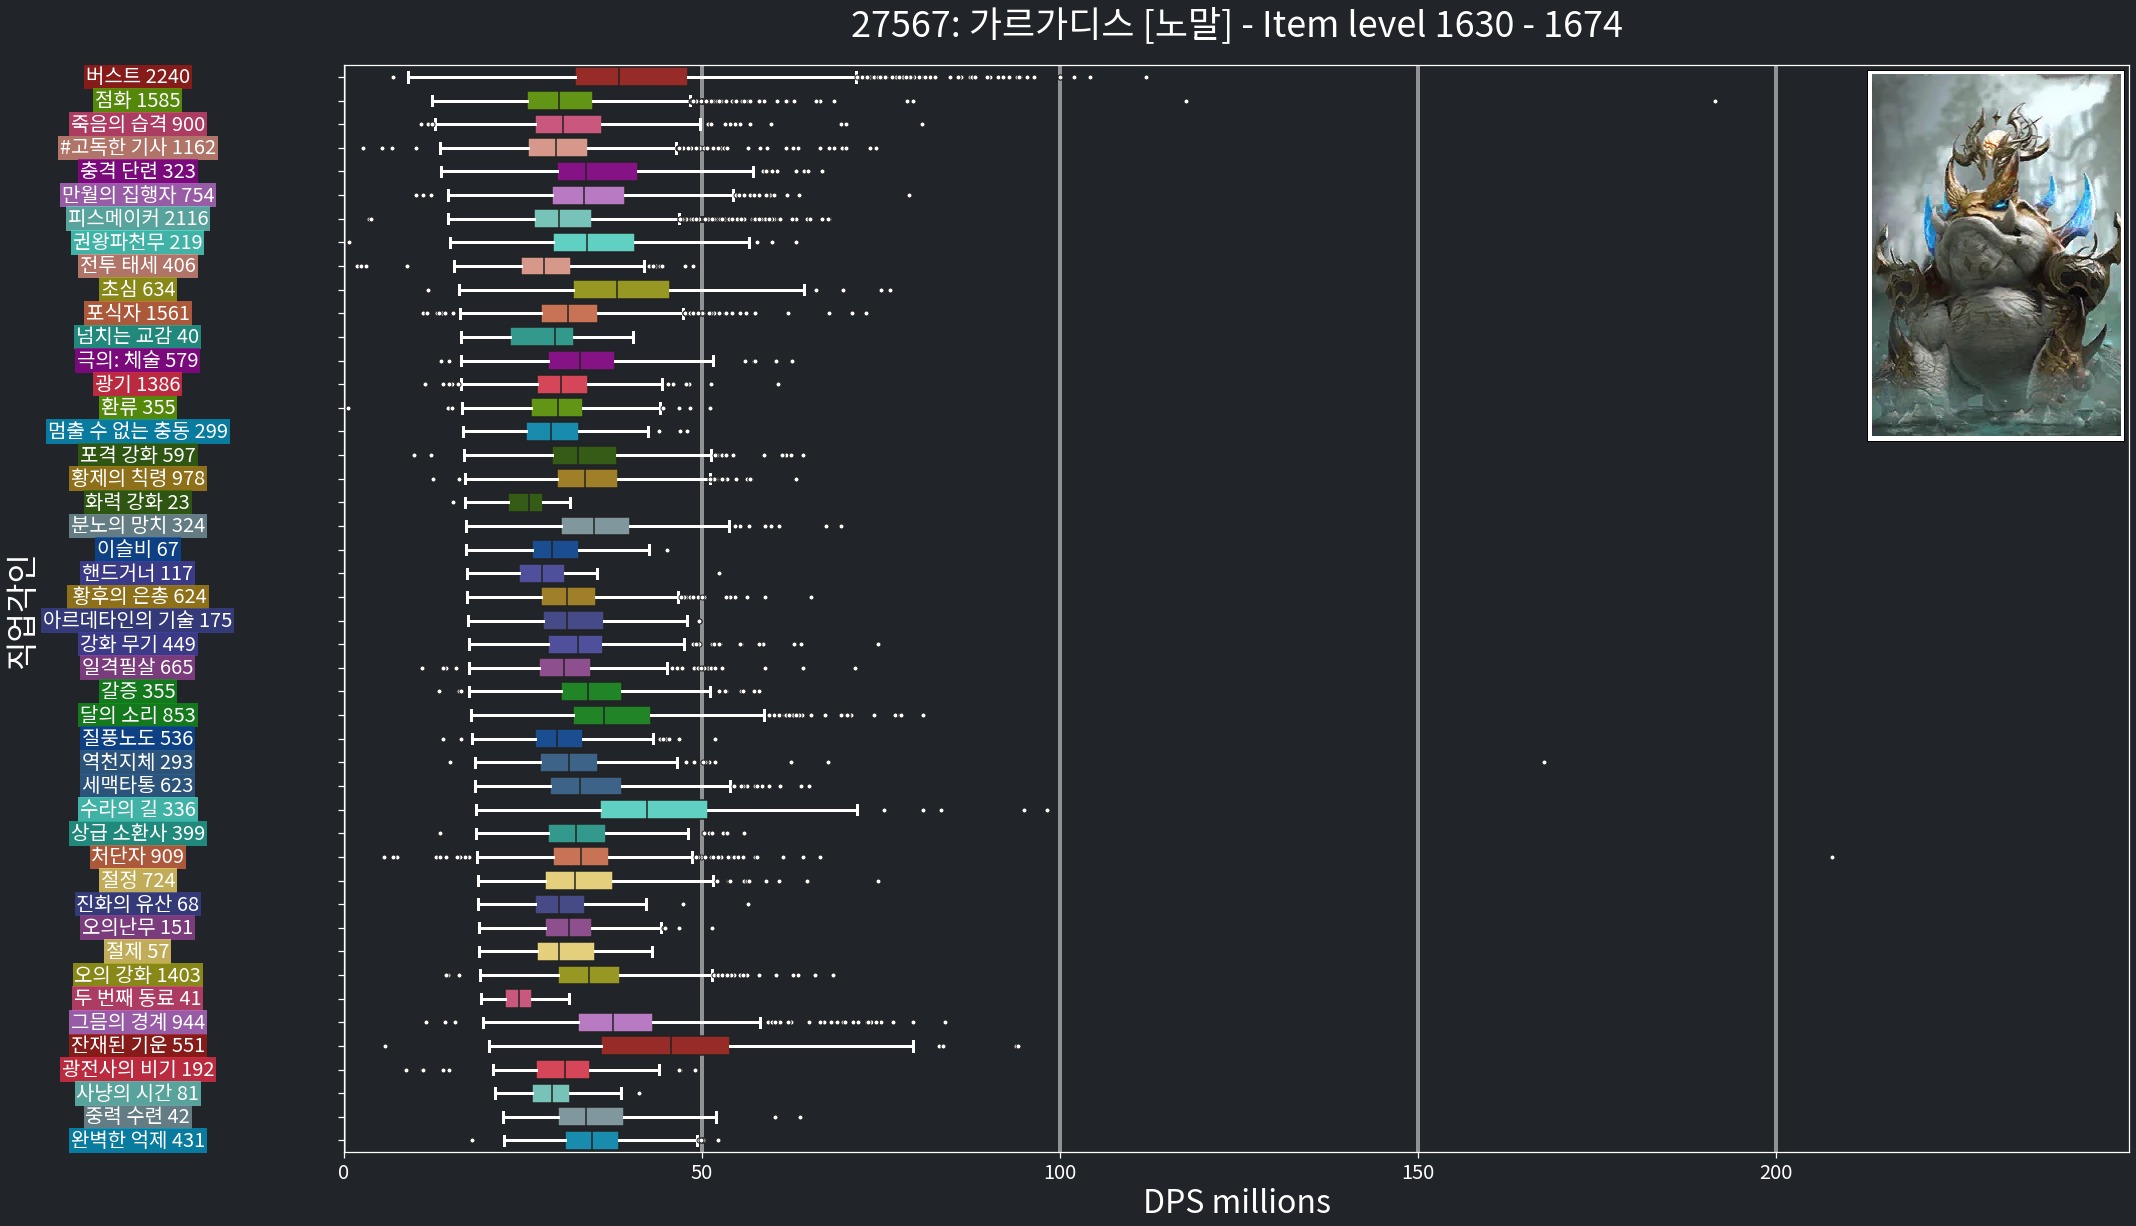 27567: 가르가디스 [노말] - Item level 1630 - 1674
버스트 2240
점화 1585
죽음의 습격 900
#고독한 기사 1162
충격 단련 323
만월의 집행자 754
피스메이커 2116
권왕파천무 219
전투 태세 406
초심 634
포식자 1561
넘치는 교감 40
극의: 체술 579
광기 1386
환류 355
멈출 수 없는 충동 299
포격 강화 597
황제의 칙령 978
화력 강화 23
분노의 망치 324
이슬비 67
핸드거너 117
황후의 은총 624
아르데타인의 기술 175
강화 무기 449
일격필살 665
갈증 355
달의 소리 853
질풍노도 536
역천지체 293
세맥타통 623
수라의 길 336
상급 소환사 399
처단자 909
절정 724
진화의 유산 68
오의난무 151
절제 57
오의 강화 1403
두 번째 동료 41
그믐의 경계 944
잔재된 기운 551
광전사의 비기 192
사냥의 시간 81
중력 수련 42
완벽한 억제 431
직업각인
0 50 100 150 200
DPS millions